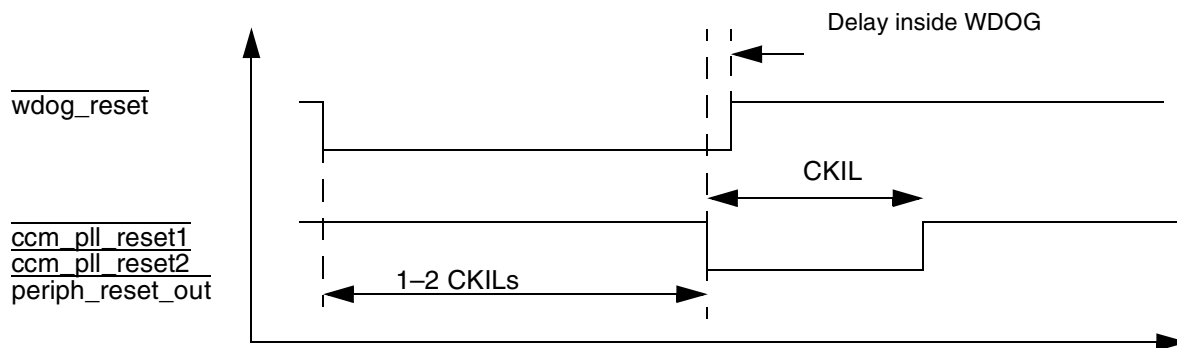 Delay inside WDOG
wdog_reset
CKIL
ccm_pll_reset1
ccm_pll_reset2
periph_reset_out
1–2 CKILs